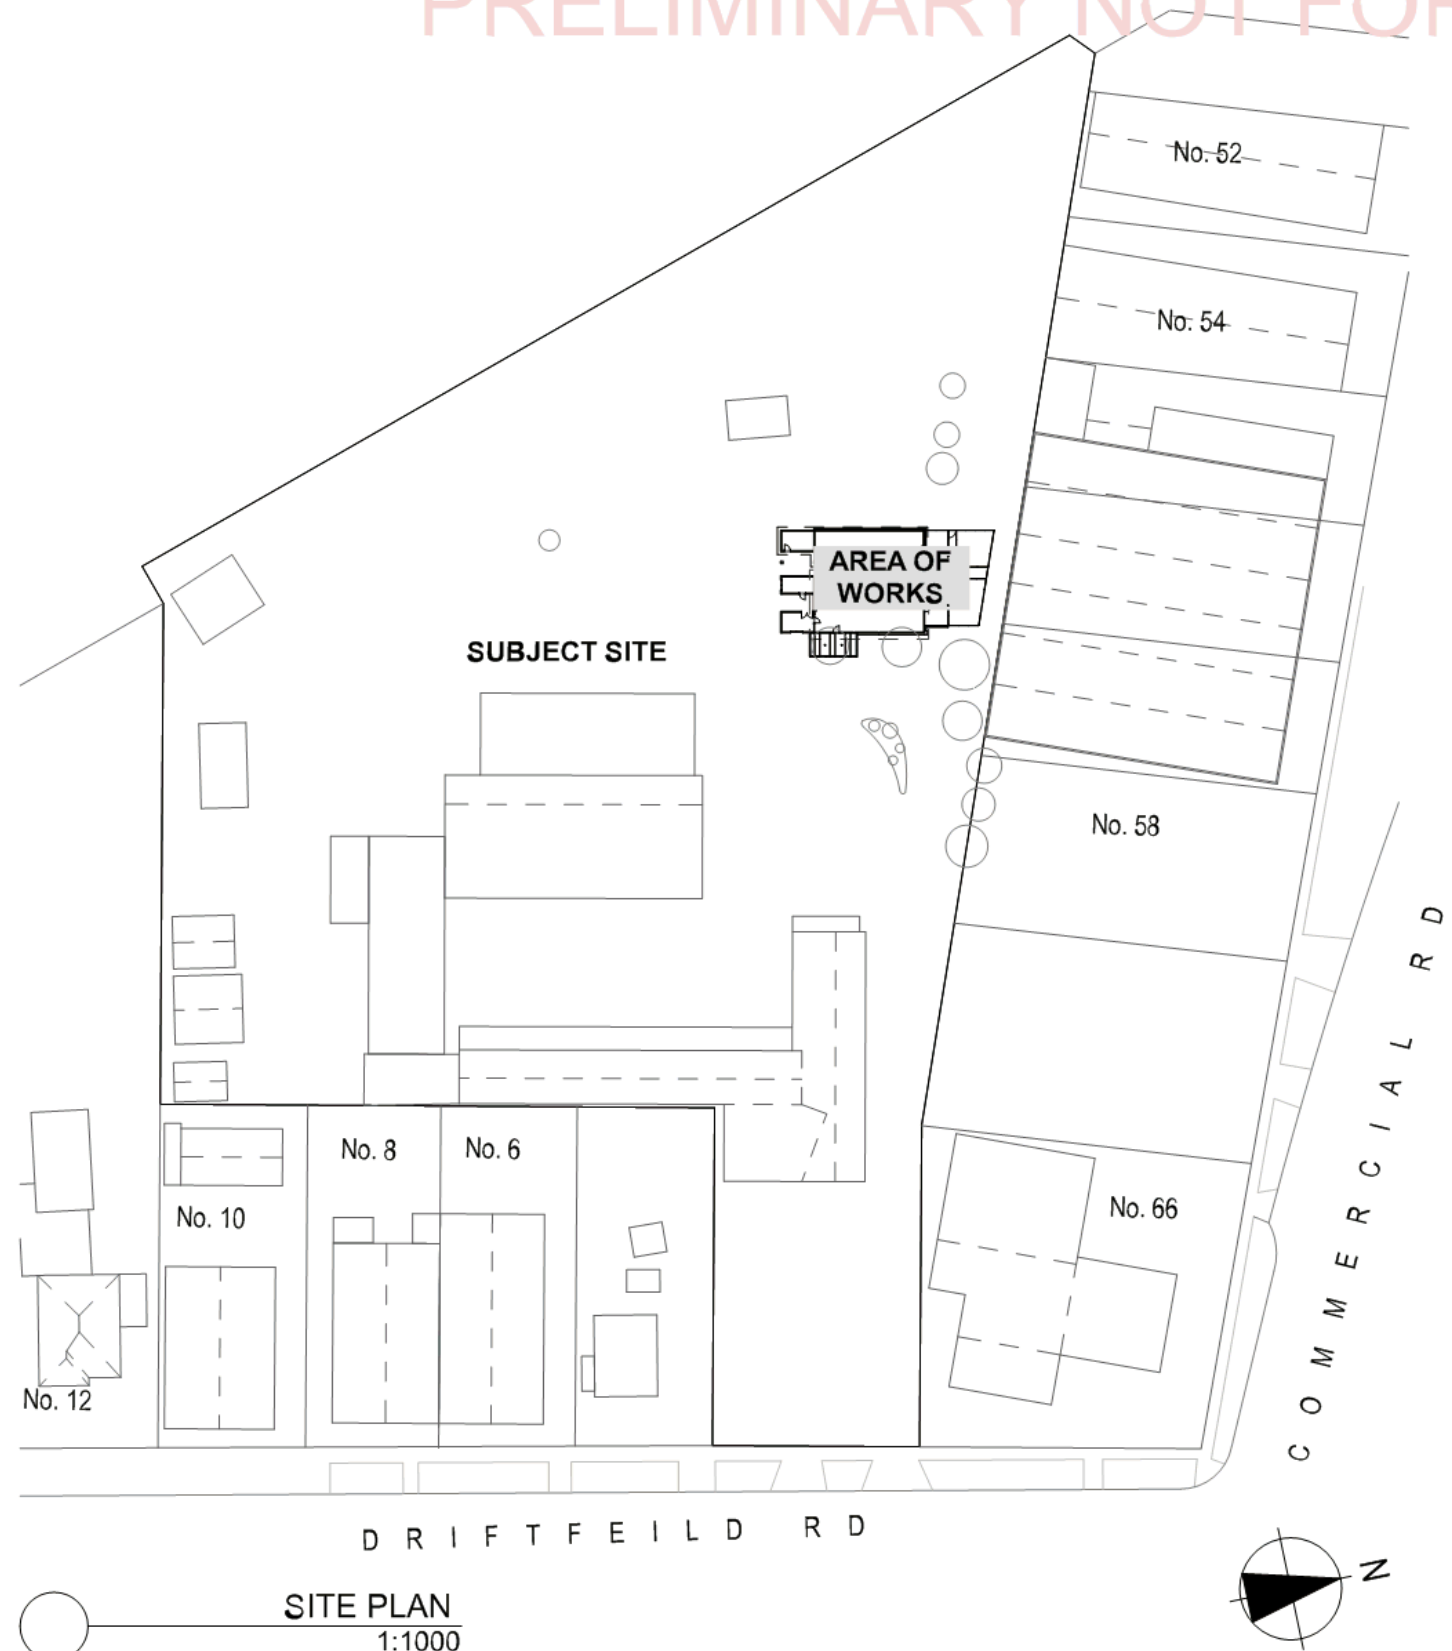 PRELIMINARY NOT FOR
No. 52
No. 54
AREA OF
WORKS
SUBJECT SITE
No. 58
COMMERCIAL RD
No. 8
No. 6
No. 10
No. 66
No. 12
DRIFTFEILD RD
N
SITE PLAN
1:1000